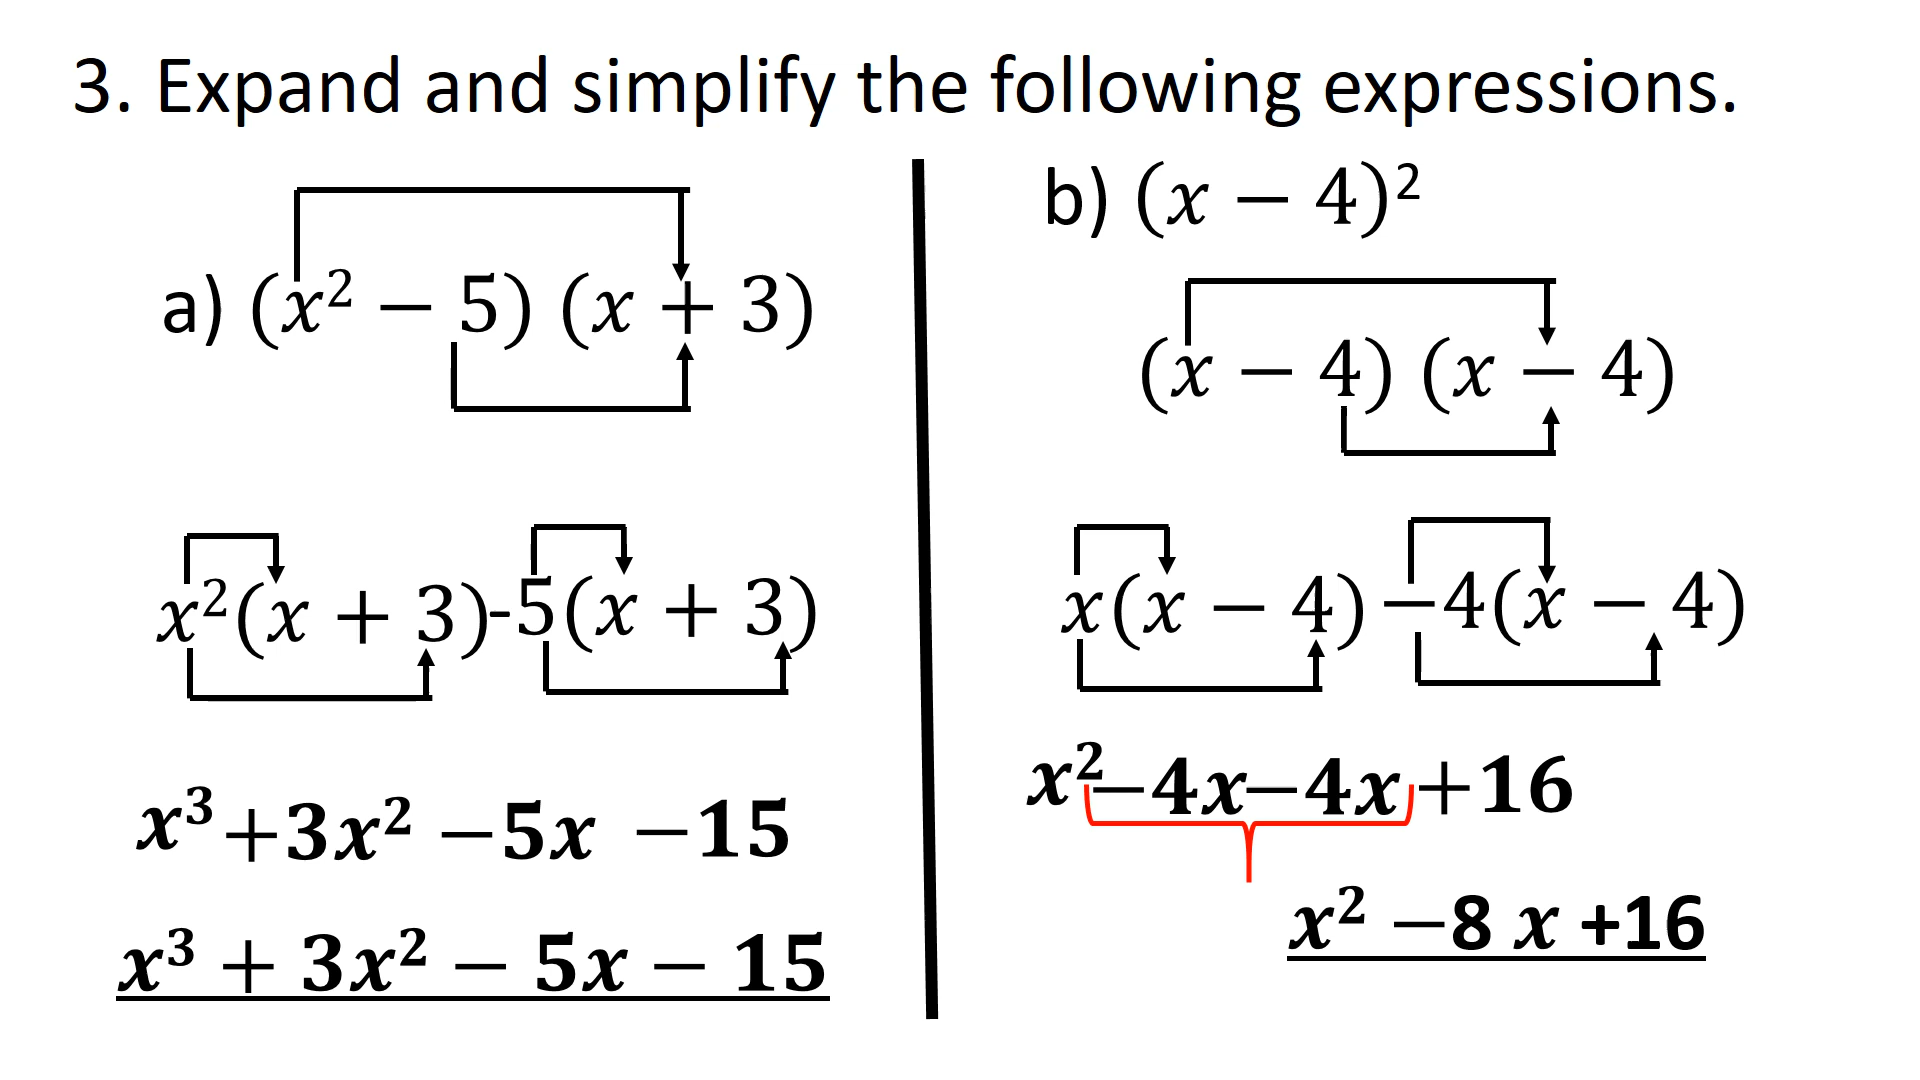 3. Expand and simplify the following expressions.
a) (x² − 5) (x + 3)
x²(x + 3)-5(x + 3)
x³+3x² −5x −15
x³ + 3x² − 5x − 15
b) (x − 4)²
(x − 4) (x − 4)
x(x − 4) −4(x − 4)
x²−4x−4x+16
x² −8 x +16